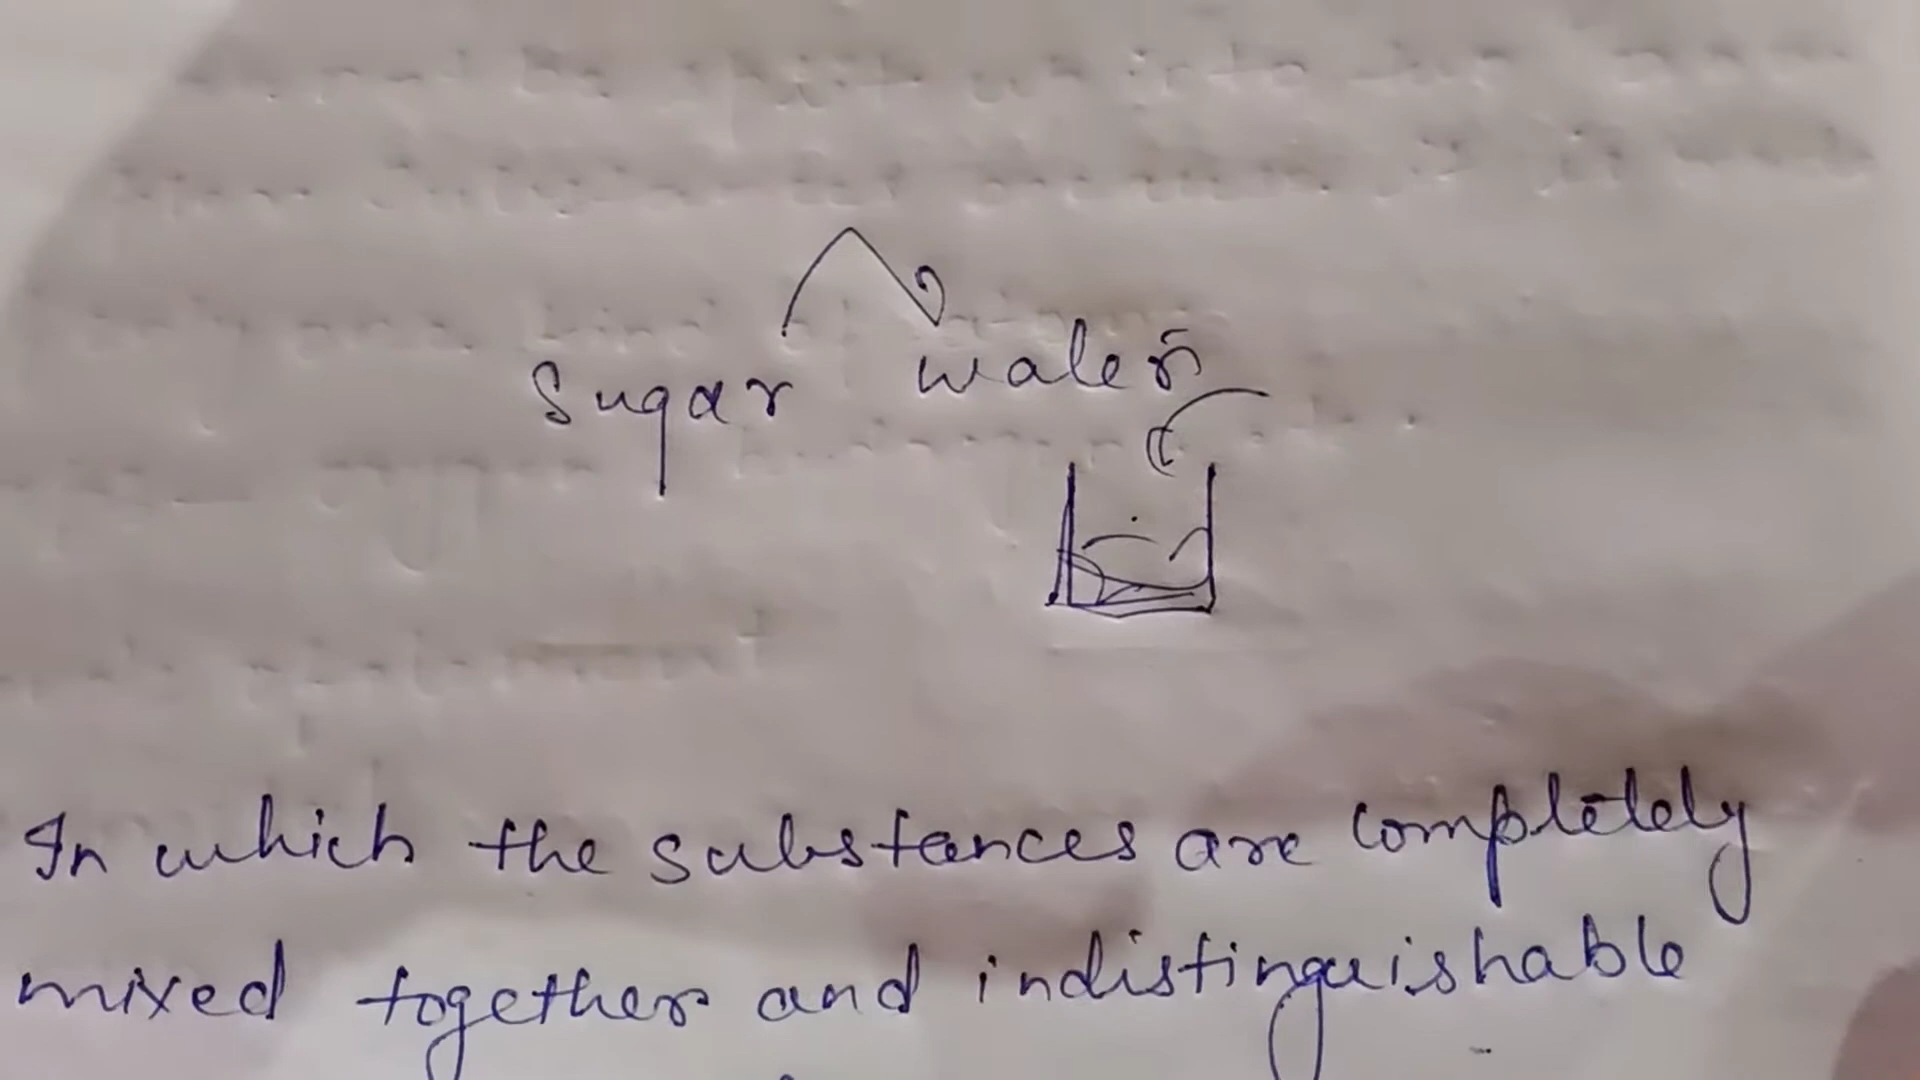 Sugar water
In which the substances are completely
mixed together and indistinguishable